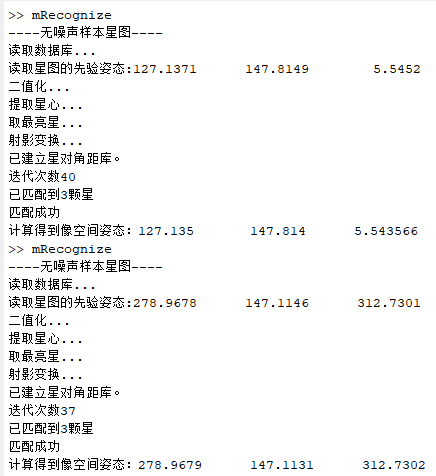 >> mRecognize
----无噪声样本星图----
读取数据库...
读取星图的先验姿态:127.1371 147.8149 5.5452
二值化...
提取星心...
取最亮星...
射影变换...
已建立星对角距库。
迭代次数40
已匹配到3颗星
匹配成功
计算得到像空间姿态: 127.135 147.814 5.543566
>> mRecognize
----无噪声样本星图----
读取数据库...
读取星图的先验姿态:278.9678 147.1146 312.7301
二值化...
提取星心...
取最亮星...
射影变换...
已建立星对角距库。
迭代次数37
已匹配到3颗星
匹配成功
计算得到像空间姿态: 278.9679 147.1131 312.7302